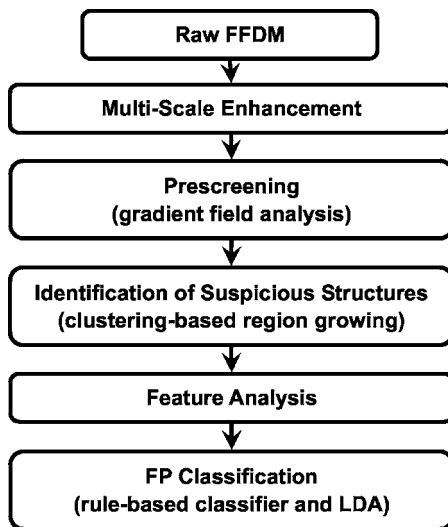 Raw FFDM
Multi-Scale Enhancement
Prescreening
(gradient field analysis)
Identification of Suspicious Structures
(clustering-based region growing)
Feature Analysis
FP Classification
(rule-based classifier and LDA)